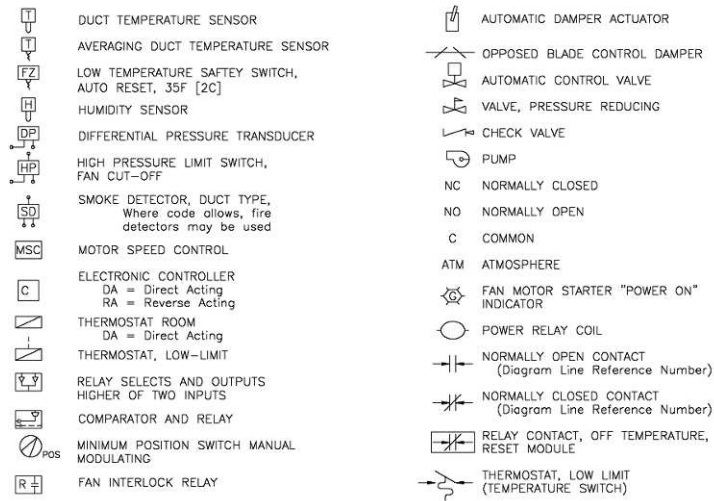 T DUCT TEMPERATURE SENSOR
T AVERAGING DUCT TEMPERATURE SENSOR
FZ LOW TEMPERATURE SAFTEY SWITCH,
AUTO RESET, 35F [2C]
H HUMIDITY SENSOR
DP DIFFERENTIAL PRESSURE TRANSDUCER
HP HIGH PRESSURE LIMIT SWITCH,
FAN CUT-OFF
SD SMOKE DETECTOR, DUCT TYPE,
Where code allows, fire
detectors may be used
MSC MOTOR SPEED CONTROL
C ELECTRONIC CONTROLLER
DA = Direct Acting
RA = Reverse Acting
THERMOSTAT ROOM
DA = Direct Acting
THERMOSTAT, LOW-LIMIT
RELAY SELECTS AND OUTPUTS
HIGHER OF TWO INPUTS
COMPARATOR AND RELAY
POS MINIMUM POSITION SWITCH MANUAL
MODULATING
R FAN INTERLOCK RELAY
AUTOMATIC DAMPER ACTUATOR
OPPOSED BLADE CONTROL DAMPER
AUTOMATIC CONTROL VALVE
VALVE, PRESSURE REDUCING
CHECK VALVE
PUMP
NC NORMALLY CLOSED
NO NORMALLY OPEN
C COMMON
ATM ATMOSPHERE
G FAN MOTOR STARTER "POWER ON"
INDICATOR
POWER RELAY COIL
NORMALLY OPEN CONTACT
(Diagram Line Reference Number)
NORMALLY CLOSED CONTACT
(Diagram Line Reference Number)
RELAY CONTACT, OFF TEMPERATURE,
RESET MODULE
THERMOSTAT, LOW LIMIT
(TEMPERATURE SWITCH)